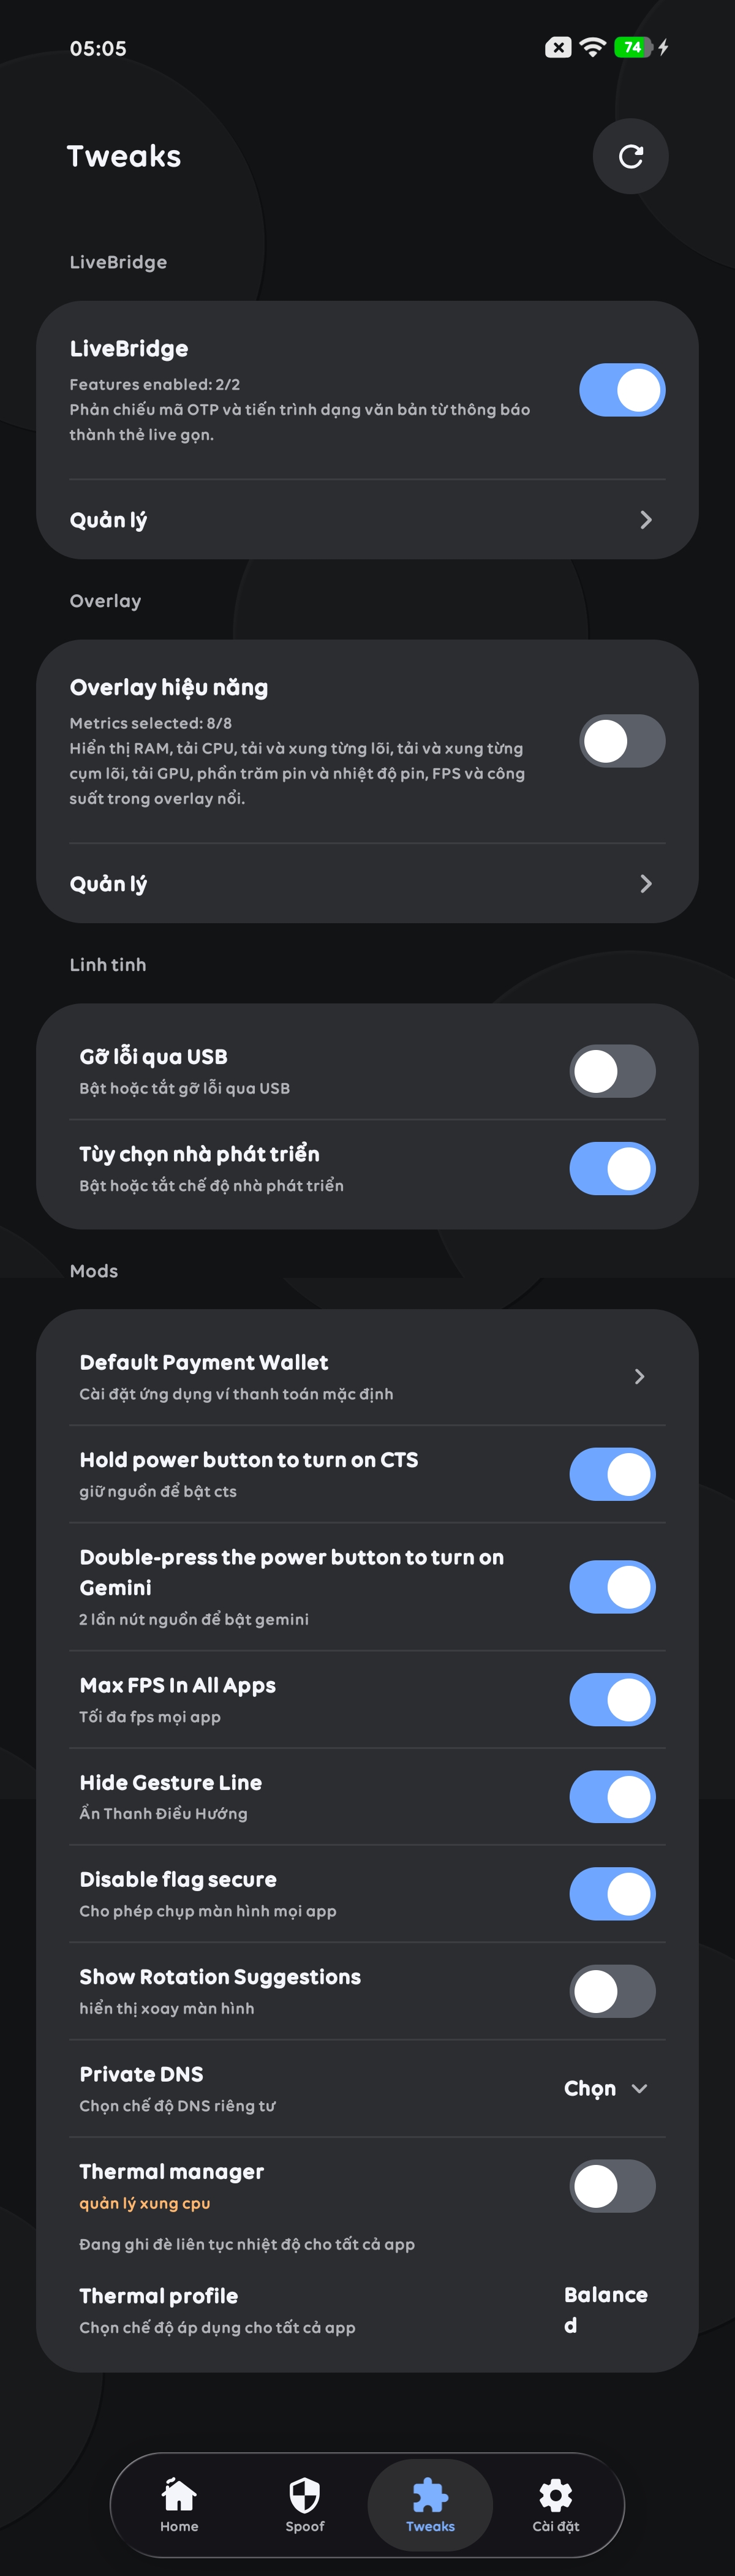 05:05
74
Tweaks
LiveBridge
LiveBridge
Features enabled: 2/2
Phản chiếu mã OTP và tiến trình dạng văn bản từ thông báo
thành thẻ live gọn.
Quản lý
Overlay
Overlay hiệu năng
Metrics selected: 8/8
Hiển thị RAM, tải CPU, tải và xung từng lõi, tải và xung từng
cụm lõi, tải GPU, phần trăm pin và nhiệt độ pin, FPS và công
suất trong overlay nổi.
Quản lý
Linh tinh
Gỡ lỗi qua USB
Bật hoặc tắt gỡ lỗi qua USB
Tùy chọn nhà phát triển
Bật hoặc tắt chế độ nhà phát triển
Mods
Default Payment Wallet
Cài đặt ứng dụng ví thanh toán mặc định
Hold power button to turn on CTS
giữ nguồn để bật cts
Double-press the power button to turn on
Gemini
2 lần nút nguồn để bật gemini
Max FPS In All Apps
Tối đa fps mọi app
Hide Gesture Line
Ẩn Thanh Điều Hướng
Disable flag secure
Cho phép chụp màn hình mọi app
Show Rotation Suggestions
hiển thị xoay màn hình
Private DNS
Chọn chế độ DNS riêng tư
Chọn
Thermal manager
quản lý xung cpu
Đang ghi đè liên tục nhiệt độ cho tất cả app
Thermal profile
Chọn chế độ áp dụng cho tất cả app
Balance
d
Home
Spoof
Tweaks
Cài đặt